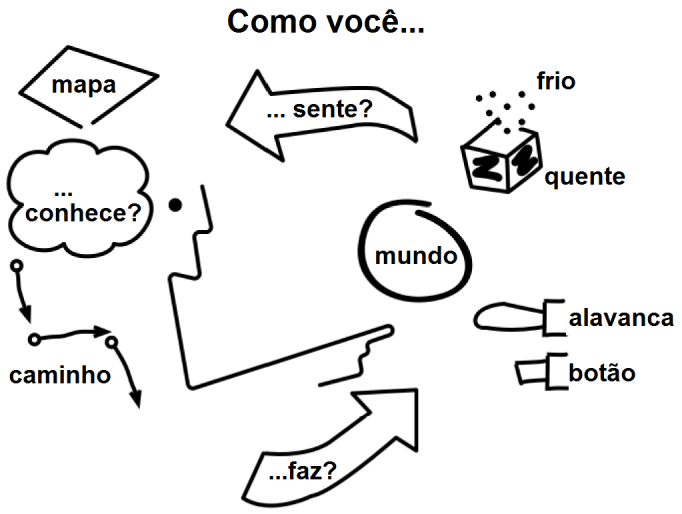 Como você...
mapa
... sente?
frio
quente
...
conhece?
mundo
alavanca
botão
caminho
...faz?